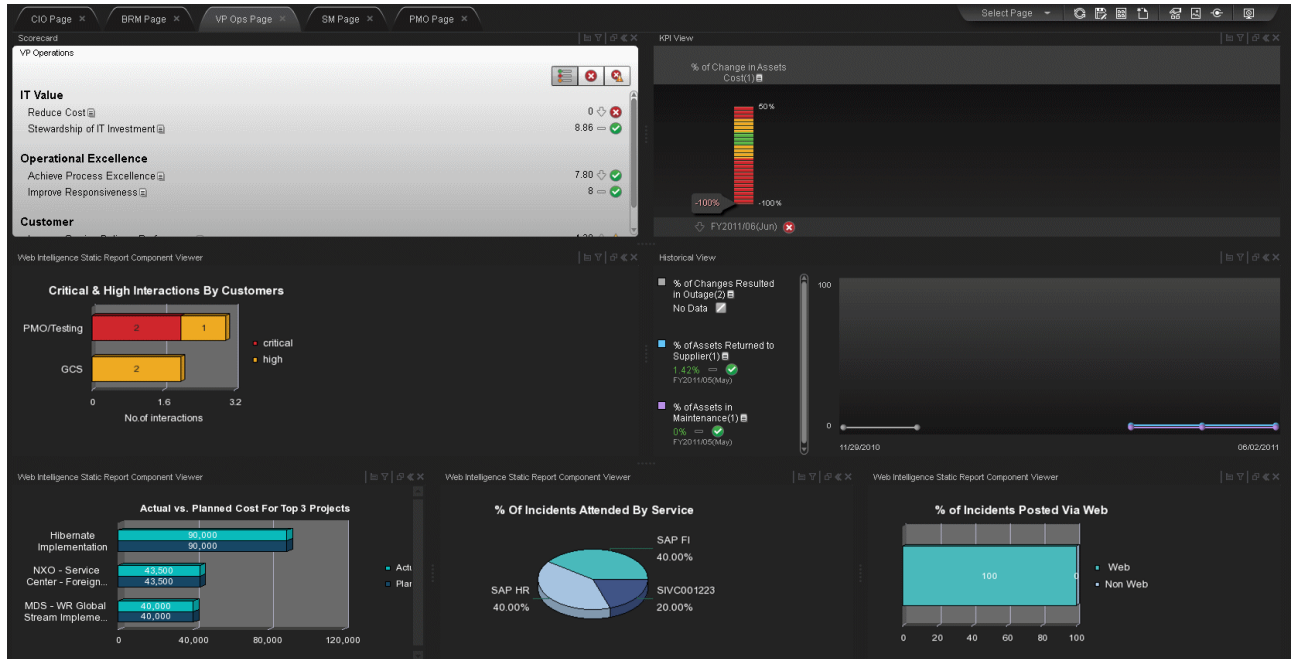 CIO Page
BRM Page
VP Ops Page
SM Page
PMO Page
Select Page
Scorecard
VP Operations
IT Value
Reduce Cost
0
Stewardship of IT Investment
8.86
Operational Excellence
Achieve Process Excellence
7.80
Improve Responsiveness
8
Customer
KPI View
% of Change in Assets
Cost(1)
50%
-100%
-100%
FY2011/06(Jun)
Web Intelligence Static Report Component Viewer
Critical & High Interactions By Customers
PMO/Testing
2
1
GCS
2
critical
high
0
1.6
3.2
No.of interactions
Historical View
% of Changes Resulted
in Outage(2)
No Data
% ofAssets Returned to
Supplier(1)
1.42%
FY2011/05(May)
% ofAssets in
Maintenance(1)
0%
FY2011/05(May)
100
0
11/29/2010
06/02/2011
Web Intelligence Static Report Component Viewer
Actual vs. Planned Cost For Top 3 Projects
Hibernate
Implementation
90,000
90,000
NXO - Service
Center - Foreign...
43,500
43,500
MDS - WR Global
Stream Impleme...
40,000
40,000
Actu
Plar
0
40,000
80,000
120,000
Web Intelligence Static Report Component Viewer
% Of Incidents Attended By Service
SAP FI
40.00%
SAP HR
40.00%
SIVC001223
20.00%
Web Intelligence Static Report Component Viewer
% of Incidents Posted Via Web
100
0
Web
Non Web
0
20
40
60
80
100